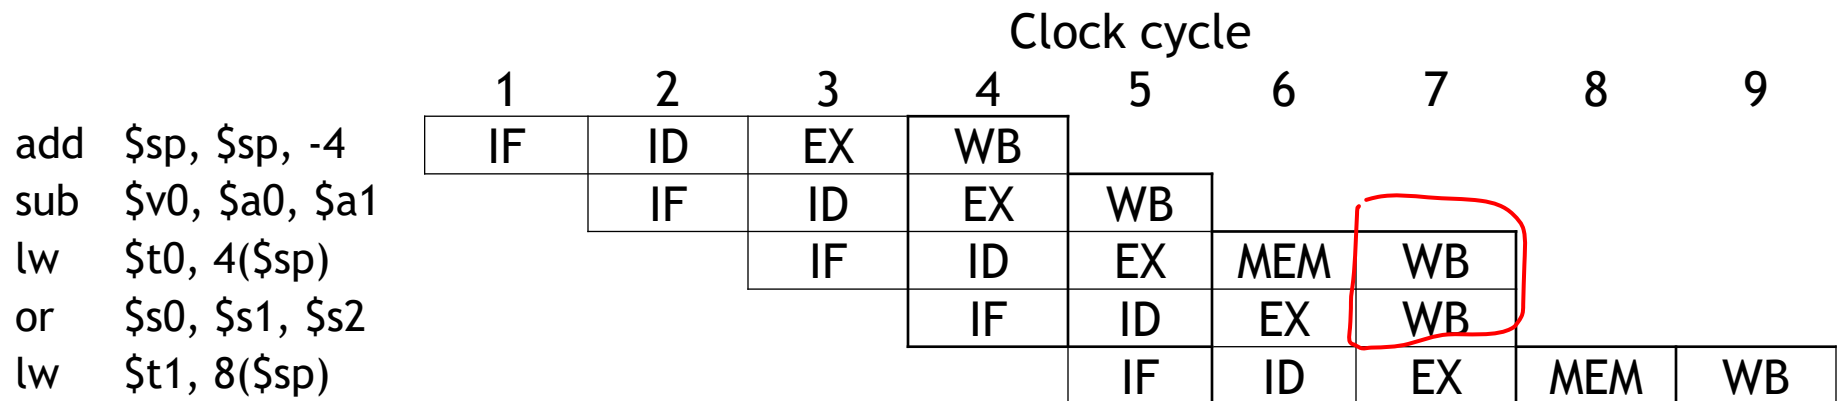 Clock cycle
1 2 3 4 5 6 7 8 9
add $sp, $sp, -4 IF ID EX WB
sub $v0, $a0, $a1 IF ID EX WB
lw $t0, 4($sp) IF ID EX MEM WB
or $s0, $s1, $s2 IF ID EX WB
lw $t1, 8($sp) IF ID EX MEM WB